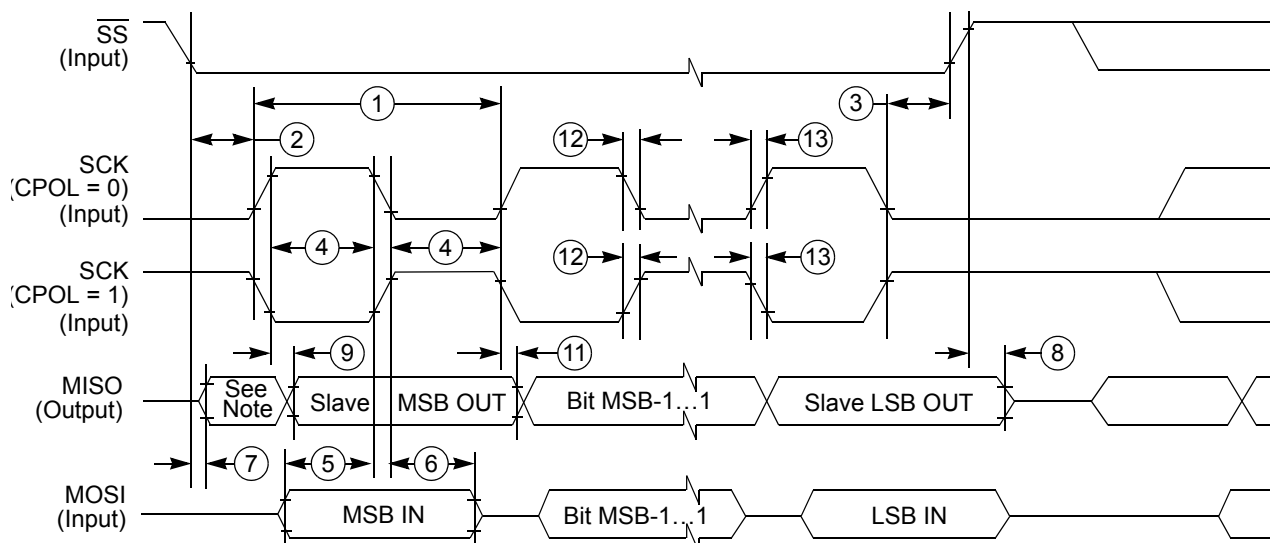 SS
(Input)
1
3
2
12
13
SCK
(CPOL = 0)
(Input)
4
4
12
13
SCK
(CPOL = 1)
(Input)
9
11
8
MISO
(Output)
See
Note
Slave
MSB OUT
Bit MSB-1…1
Slave LSB OUT
7
5
6
MOSI
(Input)
MSB IN
Bit MSB-1…1
LSB IN